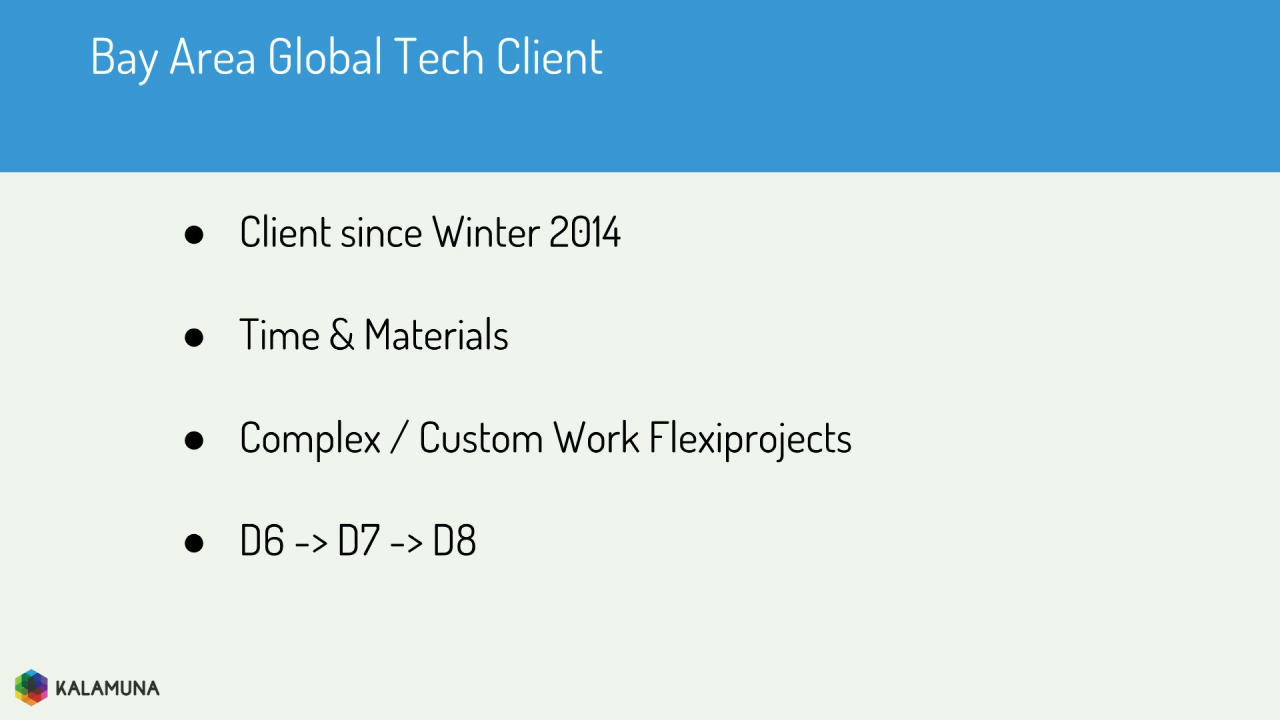 Bay Area Global Tech Client
● Client since Winter 2014
● Time & Materials
● Complex / Custom Work Flexiprojects
● D6 -> D7 -> D8
KALAMUNA